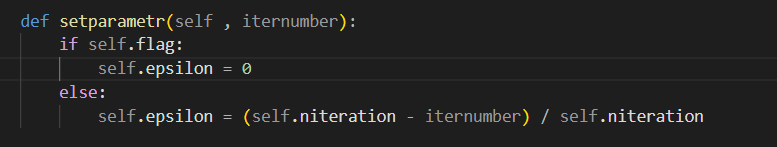 def setparametr(self , iternumber):
    if self.flag:
        self.epsilon = 0
    else:
        self.epsilon = (self.niteration - iternumber) / self.niteration